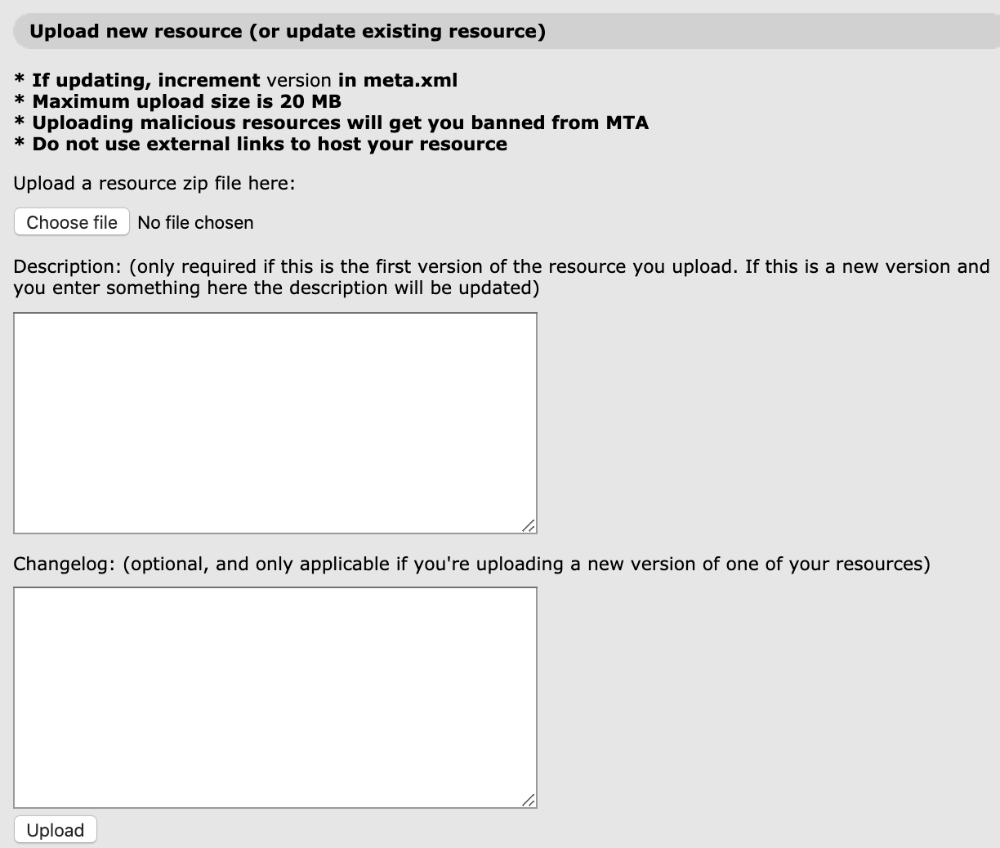 Upload new resource (or update existing resource)
* If updating, increment version in meta.xml
* Maximum upload size is 20 MB
* Uploading malicious resources will get you banned from MTA
* Do not use external links to host your resource
Upload a resource zip file here:
Choose file No file chosen
Description: (only required if this is the first version of the resource you upload. If this is a new version and
you enter something here the description will be updated)
Changelog: (optional, and only applicable if you're uploading a new version of one of your resources)
Upload